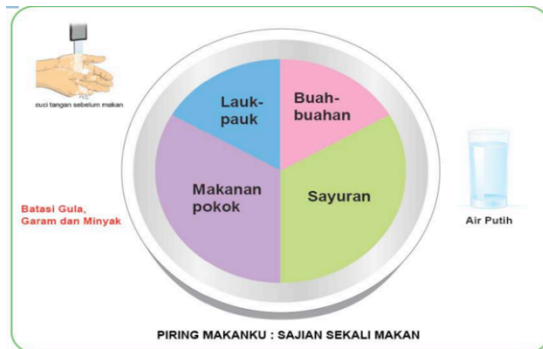 cuci tangan sebelum makan
Lauk-
pauk
Buah-
buahan
Makanan
pokok
Sayuran
Batasi Gula,
Garam dan Minyak
Air Putih
PIRING MAKANKU : SAJIAN SEKALI MAKAN